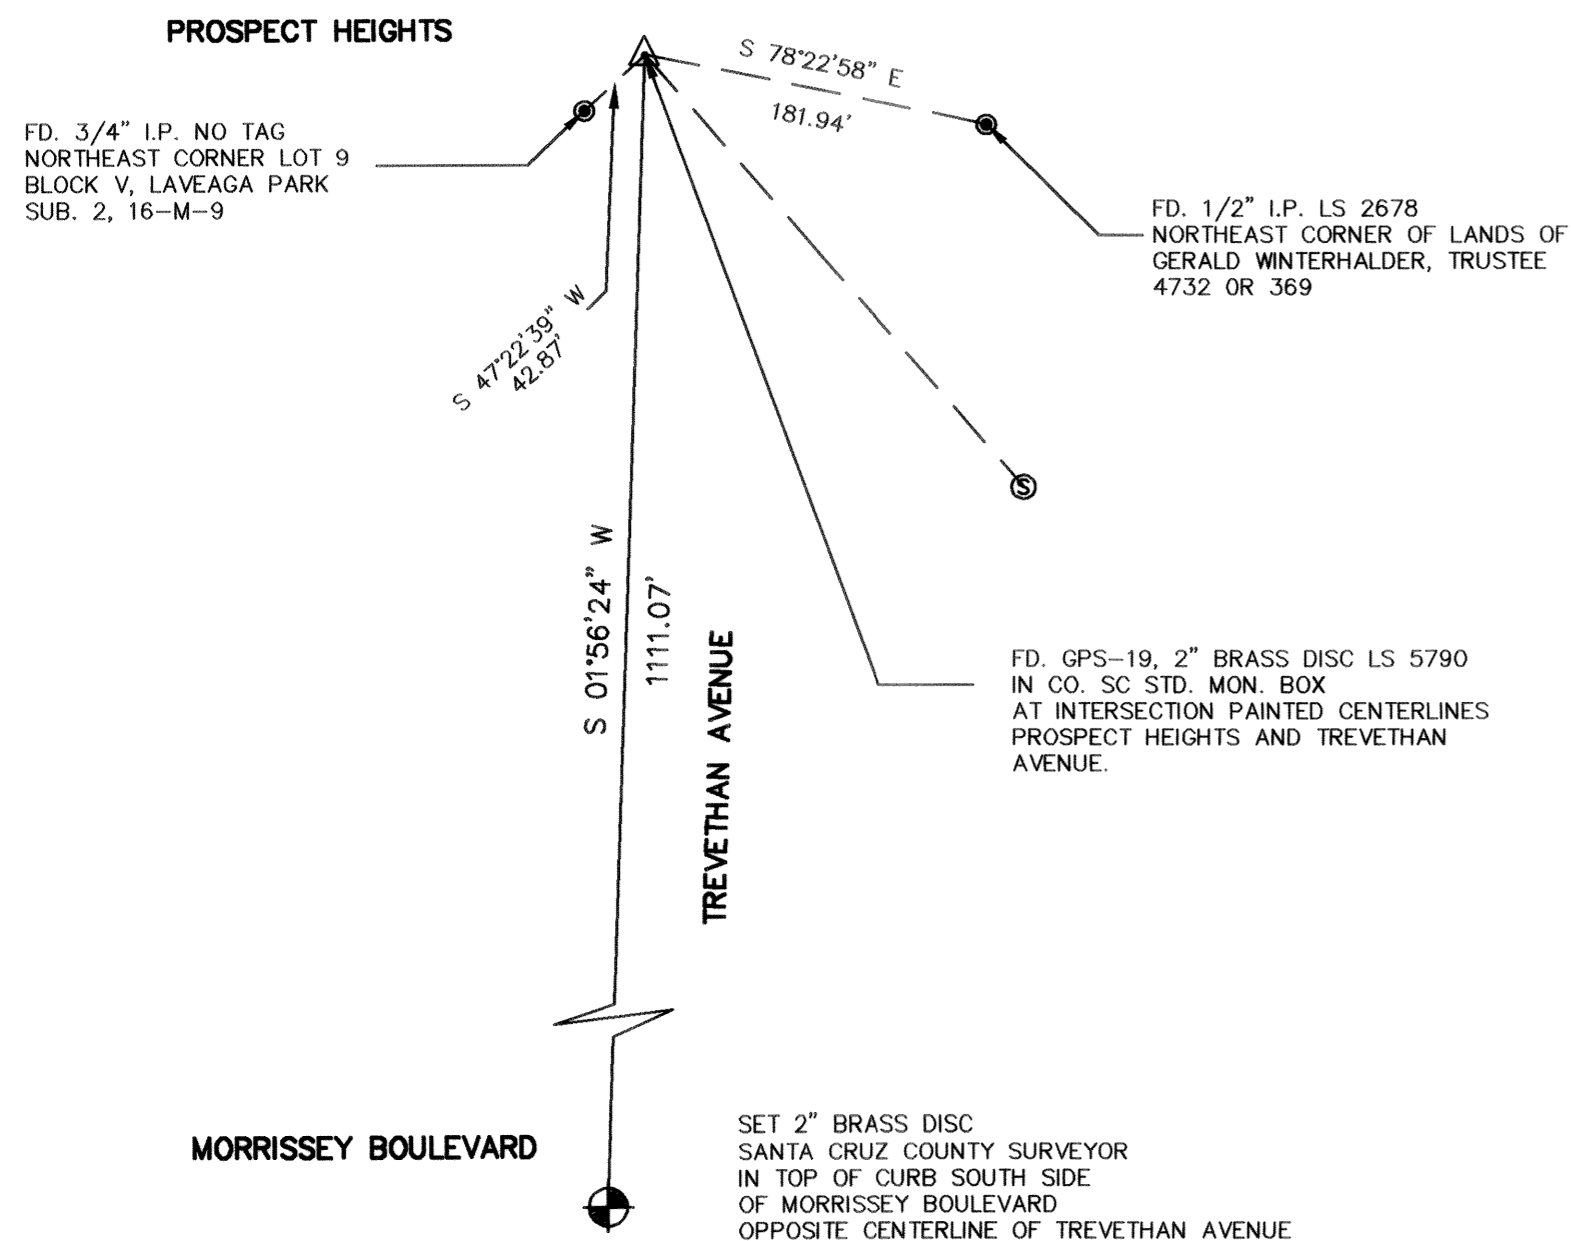 PROSPECT HEIGHTS
S 78°22'58" E
181.94'
FD. 3/4" I.P. NO TAG
NORTHEAST CORNER LOT 9
BLOCK V, LAVEAGA PARK
SUB. 2, 16-M-9
FD. 1/2" I.P. LS 2678
NORTHEAST CORNER OF LANDS OF
GERALD WINTERHALDER, TRUSTEE
4732 OR 369
S 47°22'39" W
42.87'
S
S 01°56'24" W
1111.07'
TREVETHAN AVENUE
FD. GPS-19, 2" BRASS DISC LS 5790
IN CO. SC STD. MON. BOX
AT INTERSECTION PAINTED CENTERLINES
PROSPECT HEIGHTS AND TREVETHAN
AVENUE.
MORRISSEY BOULEVARD
SET 2" BRASS DISC
SANTA CRUZ COUNTY SURVEYOR
IN TOP OF CURB SOUTH SIDE
OF MORRISSEY BOULEVARD
OPPOSITE CENTERLINE OF TREVETHAN AVENUE